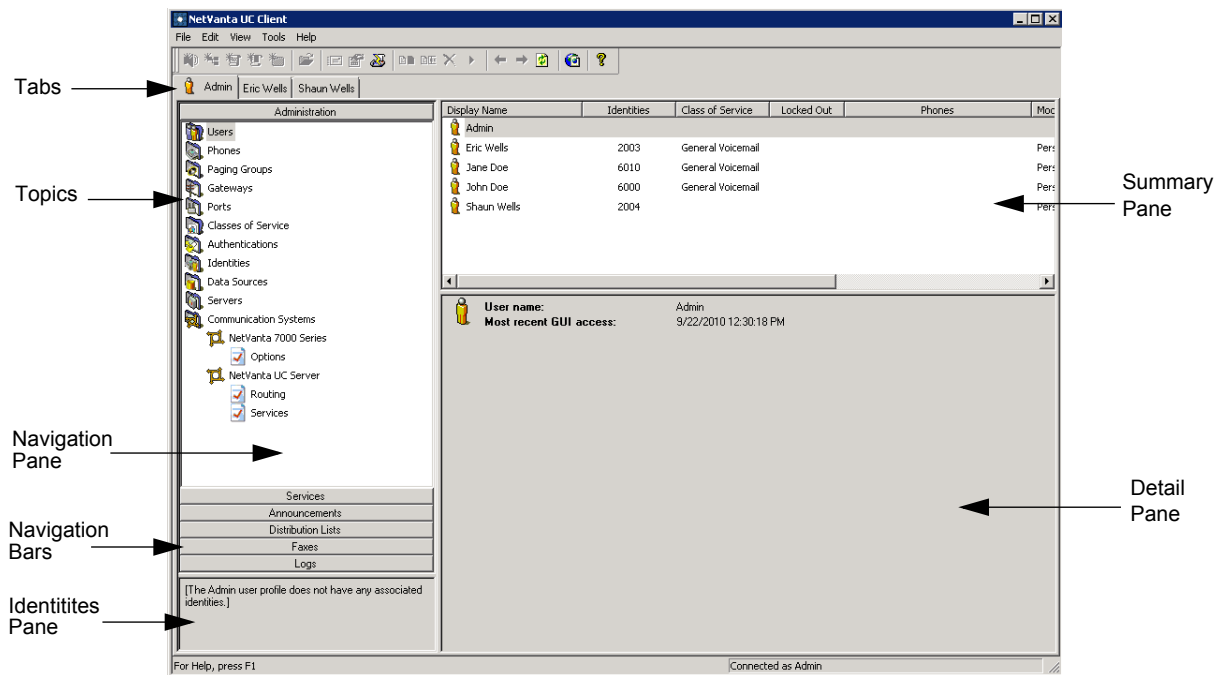 NetVanta UC Client
File Edit View Tools Help
Tabs
Admin Eric Wells Shaun Wells
Administration
Users
Phones
Paging Groups
Topics
Gateways
Ports
Classes of Service
Authentications
Identities
Data Sources
Servers
Communication Systems
NetVanta 7000 Series
Options
NetVanta UC Server
Routing
Services
Navigation
Pane
Services
Announcements
Distribution Lists
Navigation
Bars
Faxes
Logs
[The Admin user profile does not have any associated
identities.]
Identitites
Pane
Display Name Identities Class of Service Locked Out Phones Moc
Admin
Eric Wells 2003 General Voicemail Pers
Jane Doe 6010 General Voicemail Pers
John Doe 6000 General Voicemail Pers
Shaun Wells 2004 Pers
Summary
Pane
User name: Admin
Most recent GUI access: 9/22/2010 12:30:18 PM
Detail
Pane
For Help, press F1 Connected as Admin